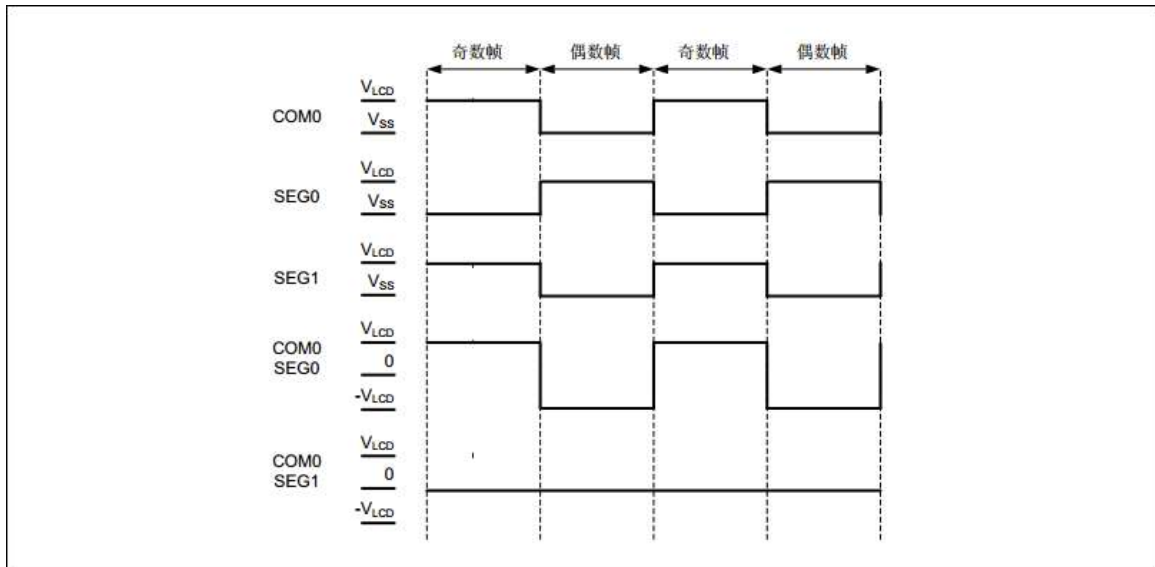 奇数帧 偶数帧 奇数帧 偶数帧
COM0
VLCD
VSS
SEG0
VLCD
VSS
SEG1
VLCD
VSS
COM0
SEG0
VLCD
0
-VLCD
COM0
SEG1
VLCD
0
-VLCD